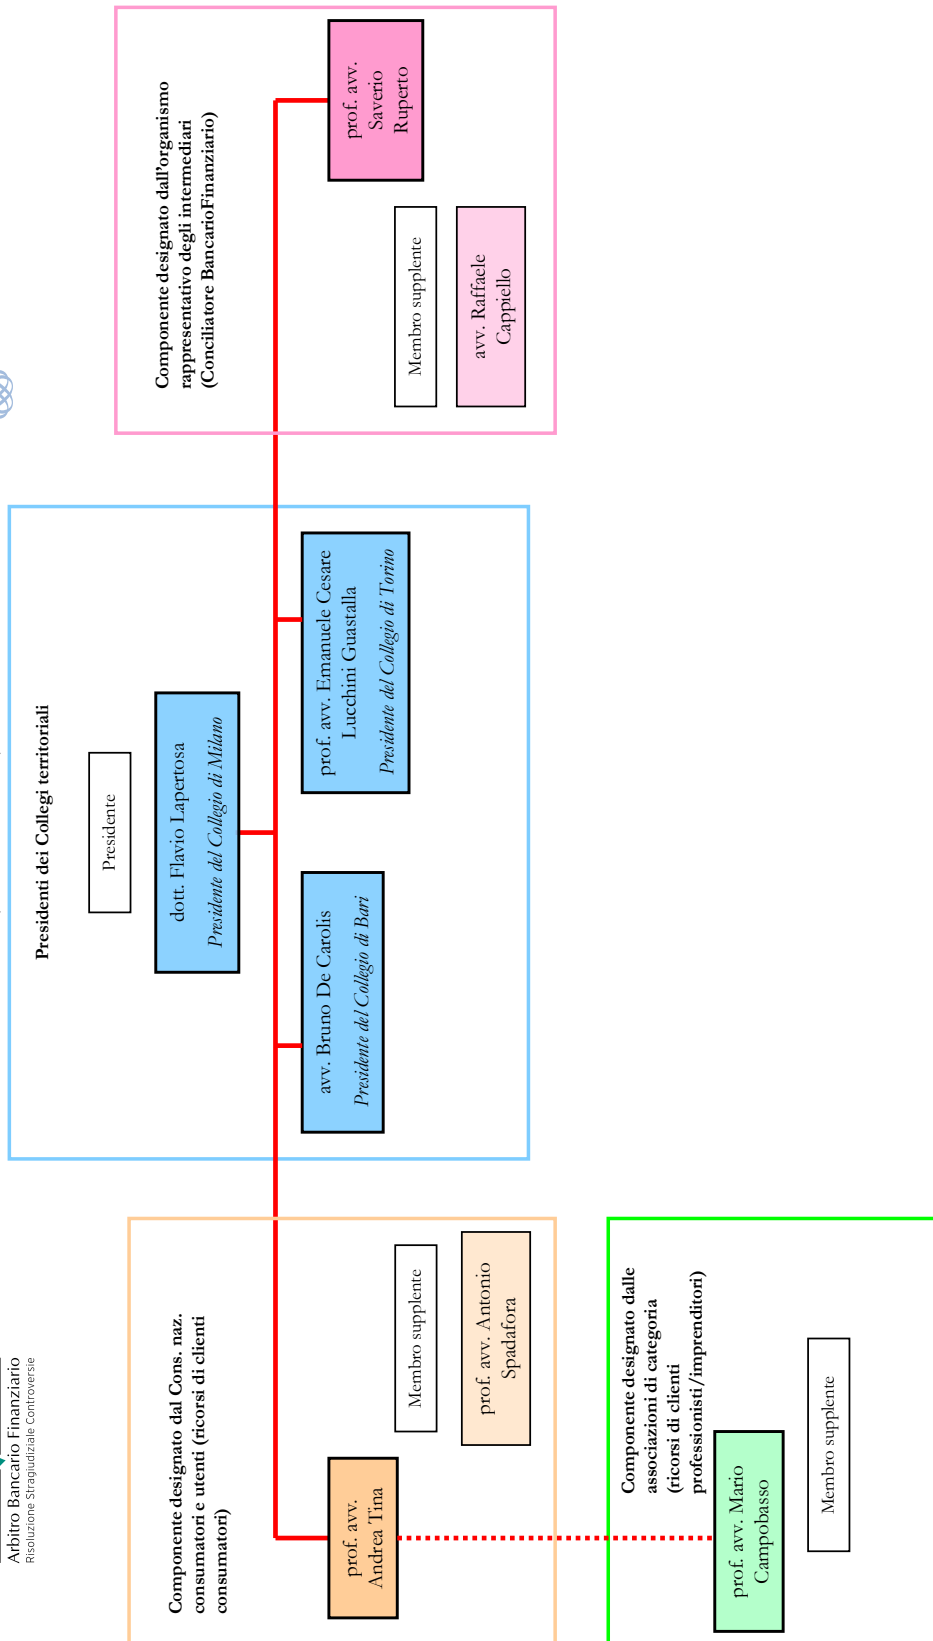 Arbitro Bancario Finanziario
Risoluzione Stragiudiziale Controversie
Presidenti dei Collegi territoriali
Presidente
dott. Flavio Lapertosa
Presidente del Collegio di Milano
avv. Bruno De Carolis
Presidente del Collegio di Bari
prof. avv. Emanuele Cesare
Lucchini Guastalla
Presidente del Collegio di Torino
Componente designato dal Cons. naz.
consumatori e utenti (ricorsi di clienti
consumatori)
prof. avv.
Andrea Tina
Membro supplente
prof. avv. Antonio
Spadafora
Componente designato dall'organismo
rappresentativo degli intermediari
(Conciliatore BancarioFinanziario)
prof. avv.
Saverio
Ruperto
Membro supplente
avv. Raffaele
Cappiello
Componente designato dalle
associazioni di categoria
(ricorsi di clienti
professionisti/imprenditori)
prof. avv. Mario
Campobasso
Membro supplente